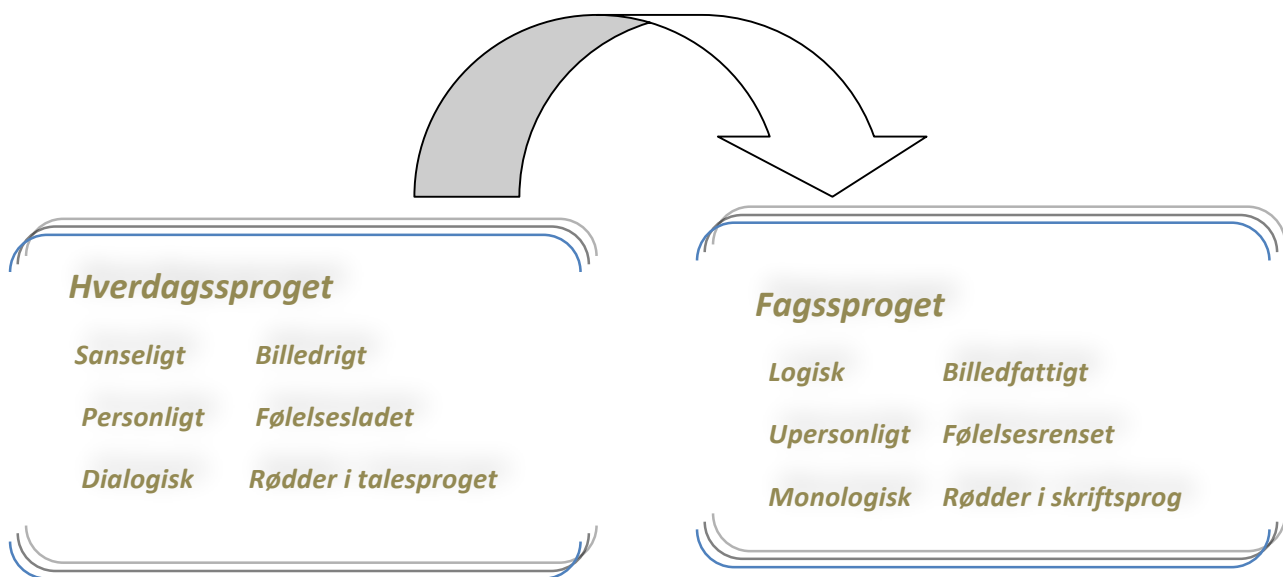 Hverdagssproget
Sanseligt Billedrigt
Personligt Følelsesladet
Dialogisk Rødder i talesproget
Fagssproget
Logisk Billedfattigt
Upersonligt Følelsesrenset
Monologisk Rødder i skriftsprog